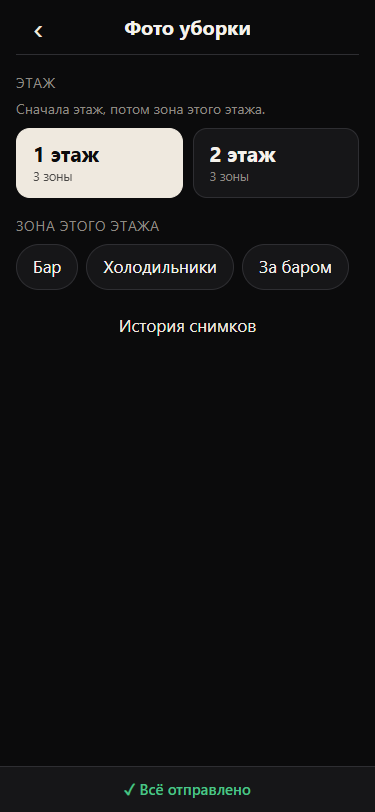 ‹ Фото уборки
ЭТАЖ
Сначала этаж, потом зона этого этажа.
1 этаж
3 зоны
2 этаж
3 зоны
ЗОНА ЭТОГО ЭТАЖА
Бар
Холодильники
За баром
История снимков
✓ Всё отправлено